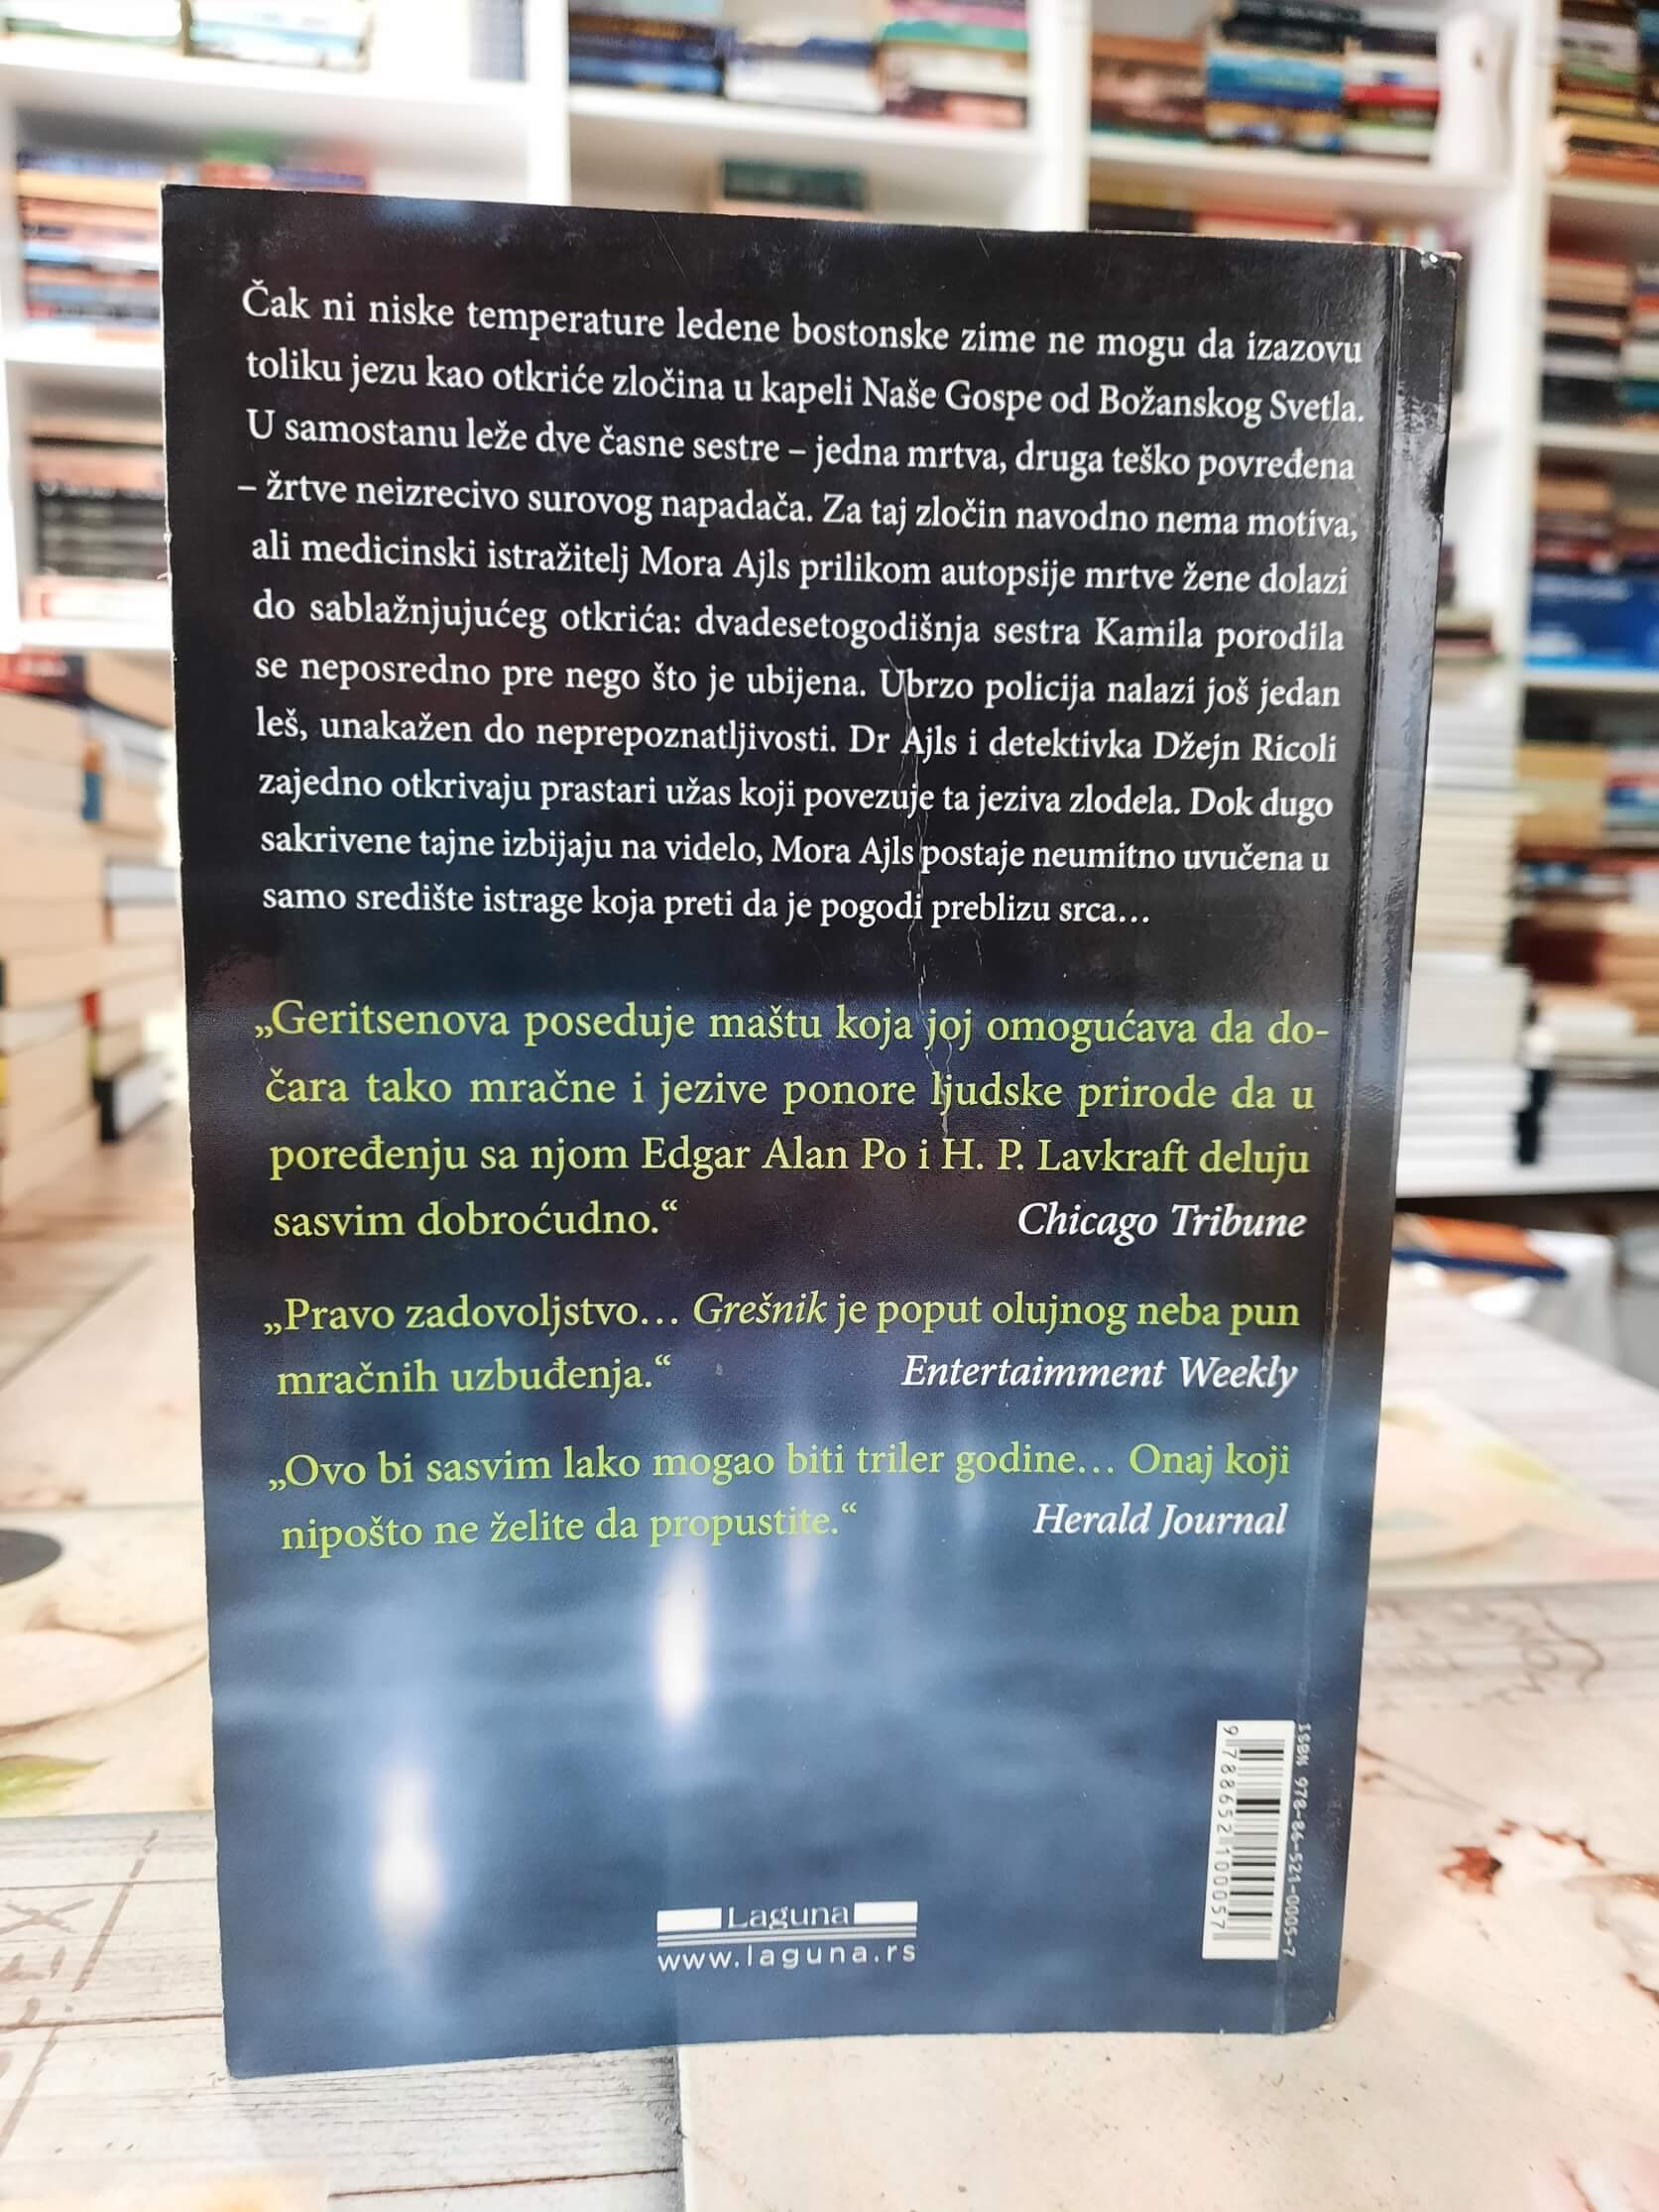 Čak ni niske temperature ledene bostonske zime ne mogu da izazovu
toliku jezu kao otkriće zločina u kapeli Naše Gospe od Božanskog Svetla.
U samostanu leže dve časne sestre – jedna mrtva, druga teško povređena
– žrtve neizrecivo surovog napadača. Za taj zločin navodno nema motiva,
ali medicinski istražitelj Mora Ajls prilikom autopsije mrtve žene dolazi
do sablažnjujućeg otkrića: dvadesetogodišnja sestra Kamila porodila
se neposredno pre nego što je ubijena. Ubrzo policija nalazi još jedan
leš, unakažen do neprepoznatljivosti. Dr Ajls i detektivka Džejn Ricoli
zajedno otkrivaju prastari užas koji povezuje ta jeziva zlodela. Dok dugo
sakrivene tajne izbijaju na videlo, Mora Ajls postaje neumitno uvučena u
samo središte istrage koja preti da je pogodi preblizu srca...
„Geritsenova poseduje maštu koja joj omogućava da do-
čara tako mračne i jezive ponore ljudske prirode da u
poređenju sa njom Edgar Alan Po i H. P. Lavkraft deluju
sasvim dobroćudno.“ Chicago Tribune
„Pravo zadovoljstvo... Grešnik je poput olujnog neba pun
mračnih uzbuđenja.“ Entertaimment Weekly
„Ovo bi sasvim lako mogao biti triler godine... Onaj koji
nipošto ne želite da propustite.“ Herald Journal
ISBN 978-86-521-0005-7
9 788652 100057
Laguna
www.laguna.rs